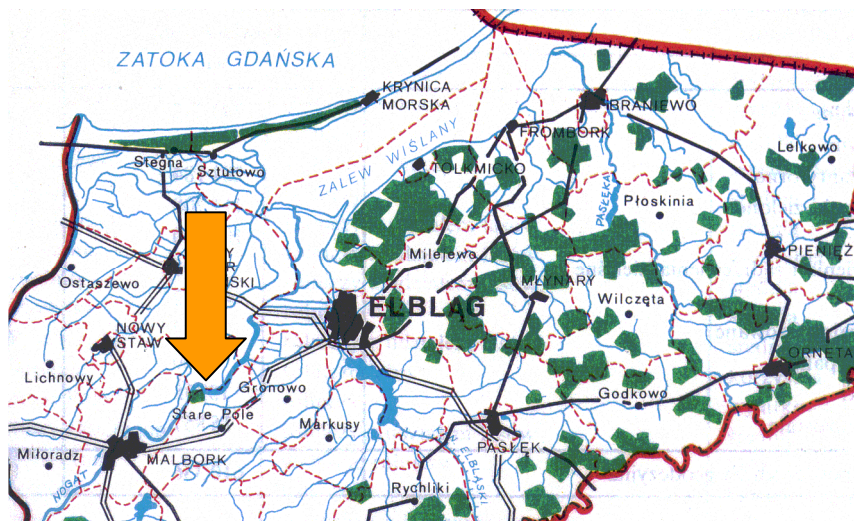 ZATOKA GDAŃSKA
KRYNICA
MORSKA
BRANIEWO
FROMBORK
Stegna
Sztutowo
ZALEW WIŚLANY
TOLKMICKO
Lelkowo
PASŁĘKA
Płoskinia
Milejewo
PIENIĘŻ
Ostaszewo
MŁYNARY
Wilczęta
ELBLĄG
NOWY
STAW
ORNETA
Lichnowy
Gronowo
Godkowo
Stare Pole
Markusy
PASŁĘK
Miłoradz
MALBORK
NOGAT
ELBLĄSKI
Rychliki